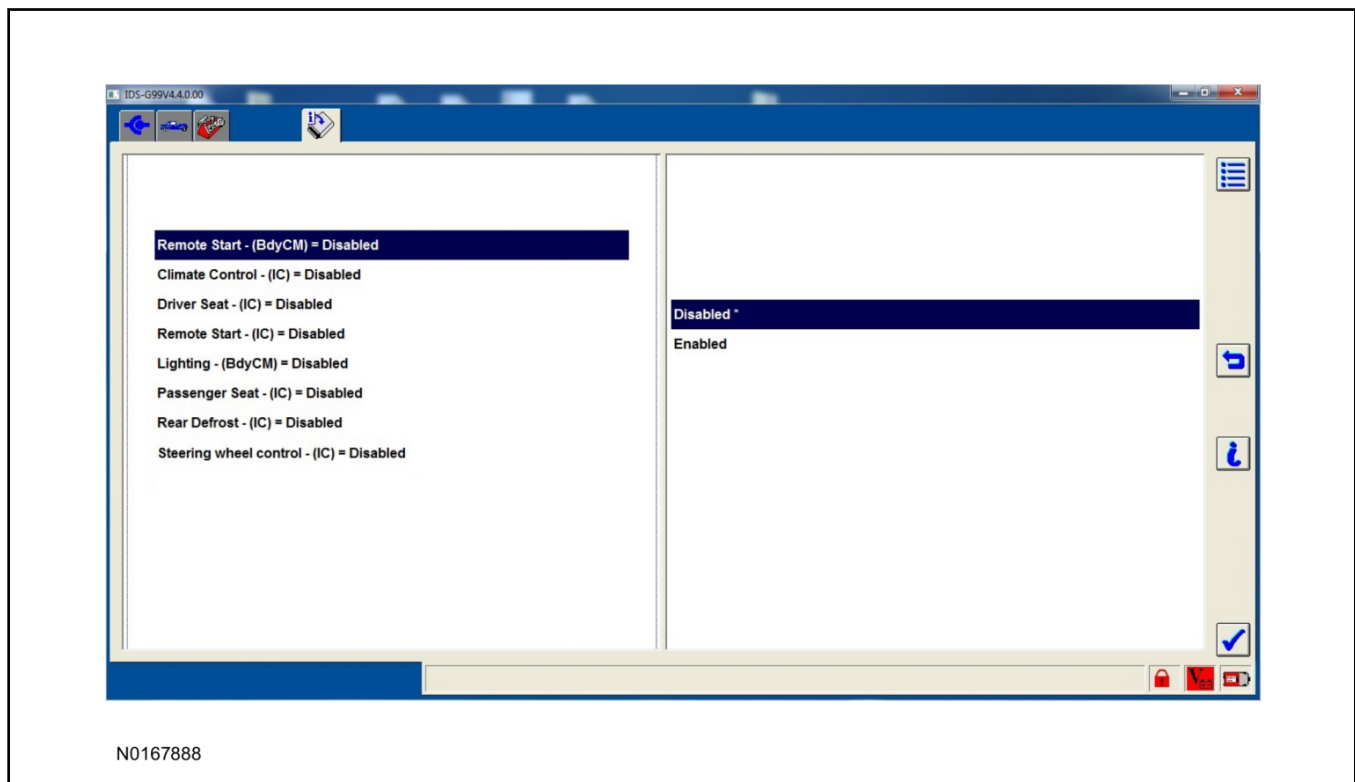 IDS-G99V4.4.0.00
Remote Start - (BdyCM) = Disabled
Climate Control - (IC) = Disabled
Driver Seat - (IC) = Disabled
Remote Start - (IC) = Disabled
Lighting - (BdyCM) = Disabled
Passenger Seat - (IC) = Disabled
Rear Defrost - (IC) = Disabled
Steering wheel control - (IC) = Disabled
Disabled *
Enabled
N0167888